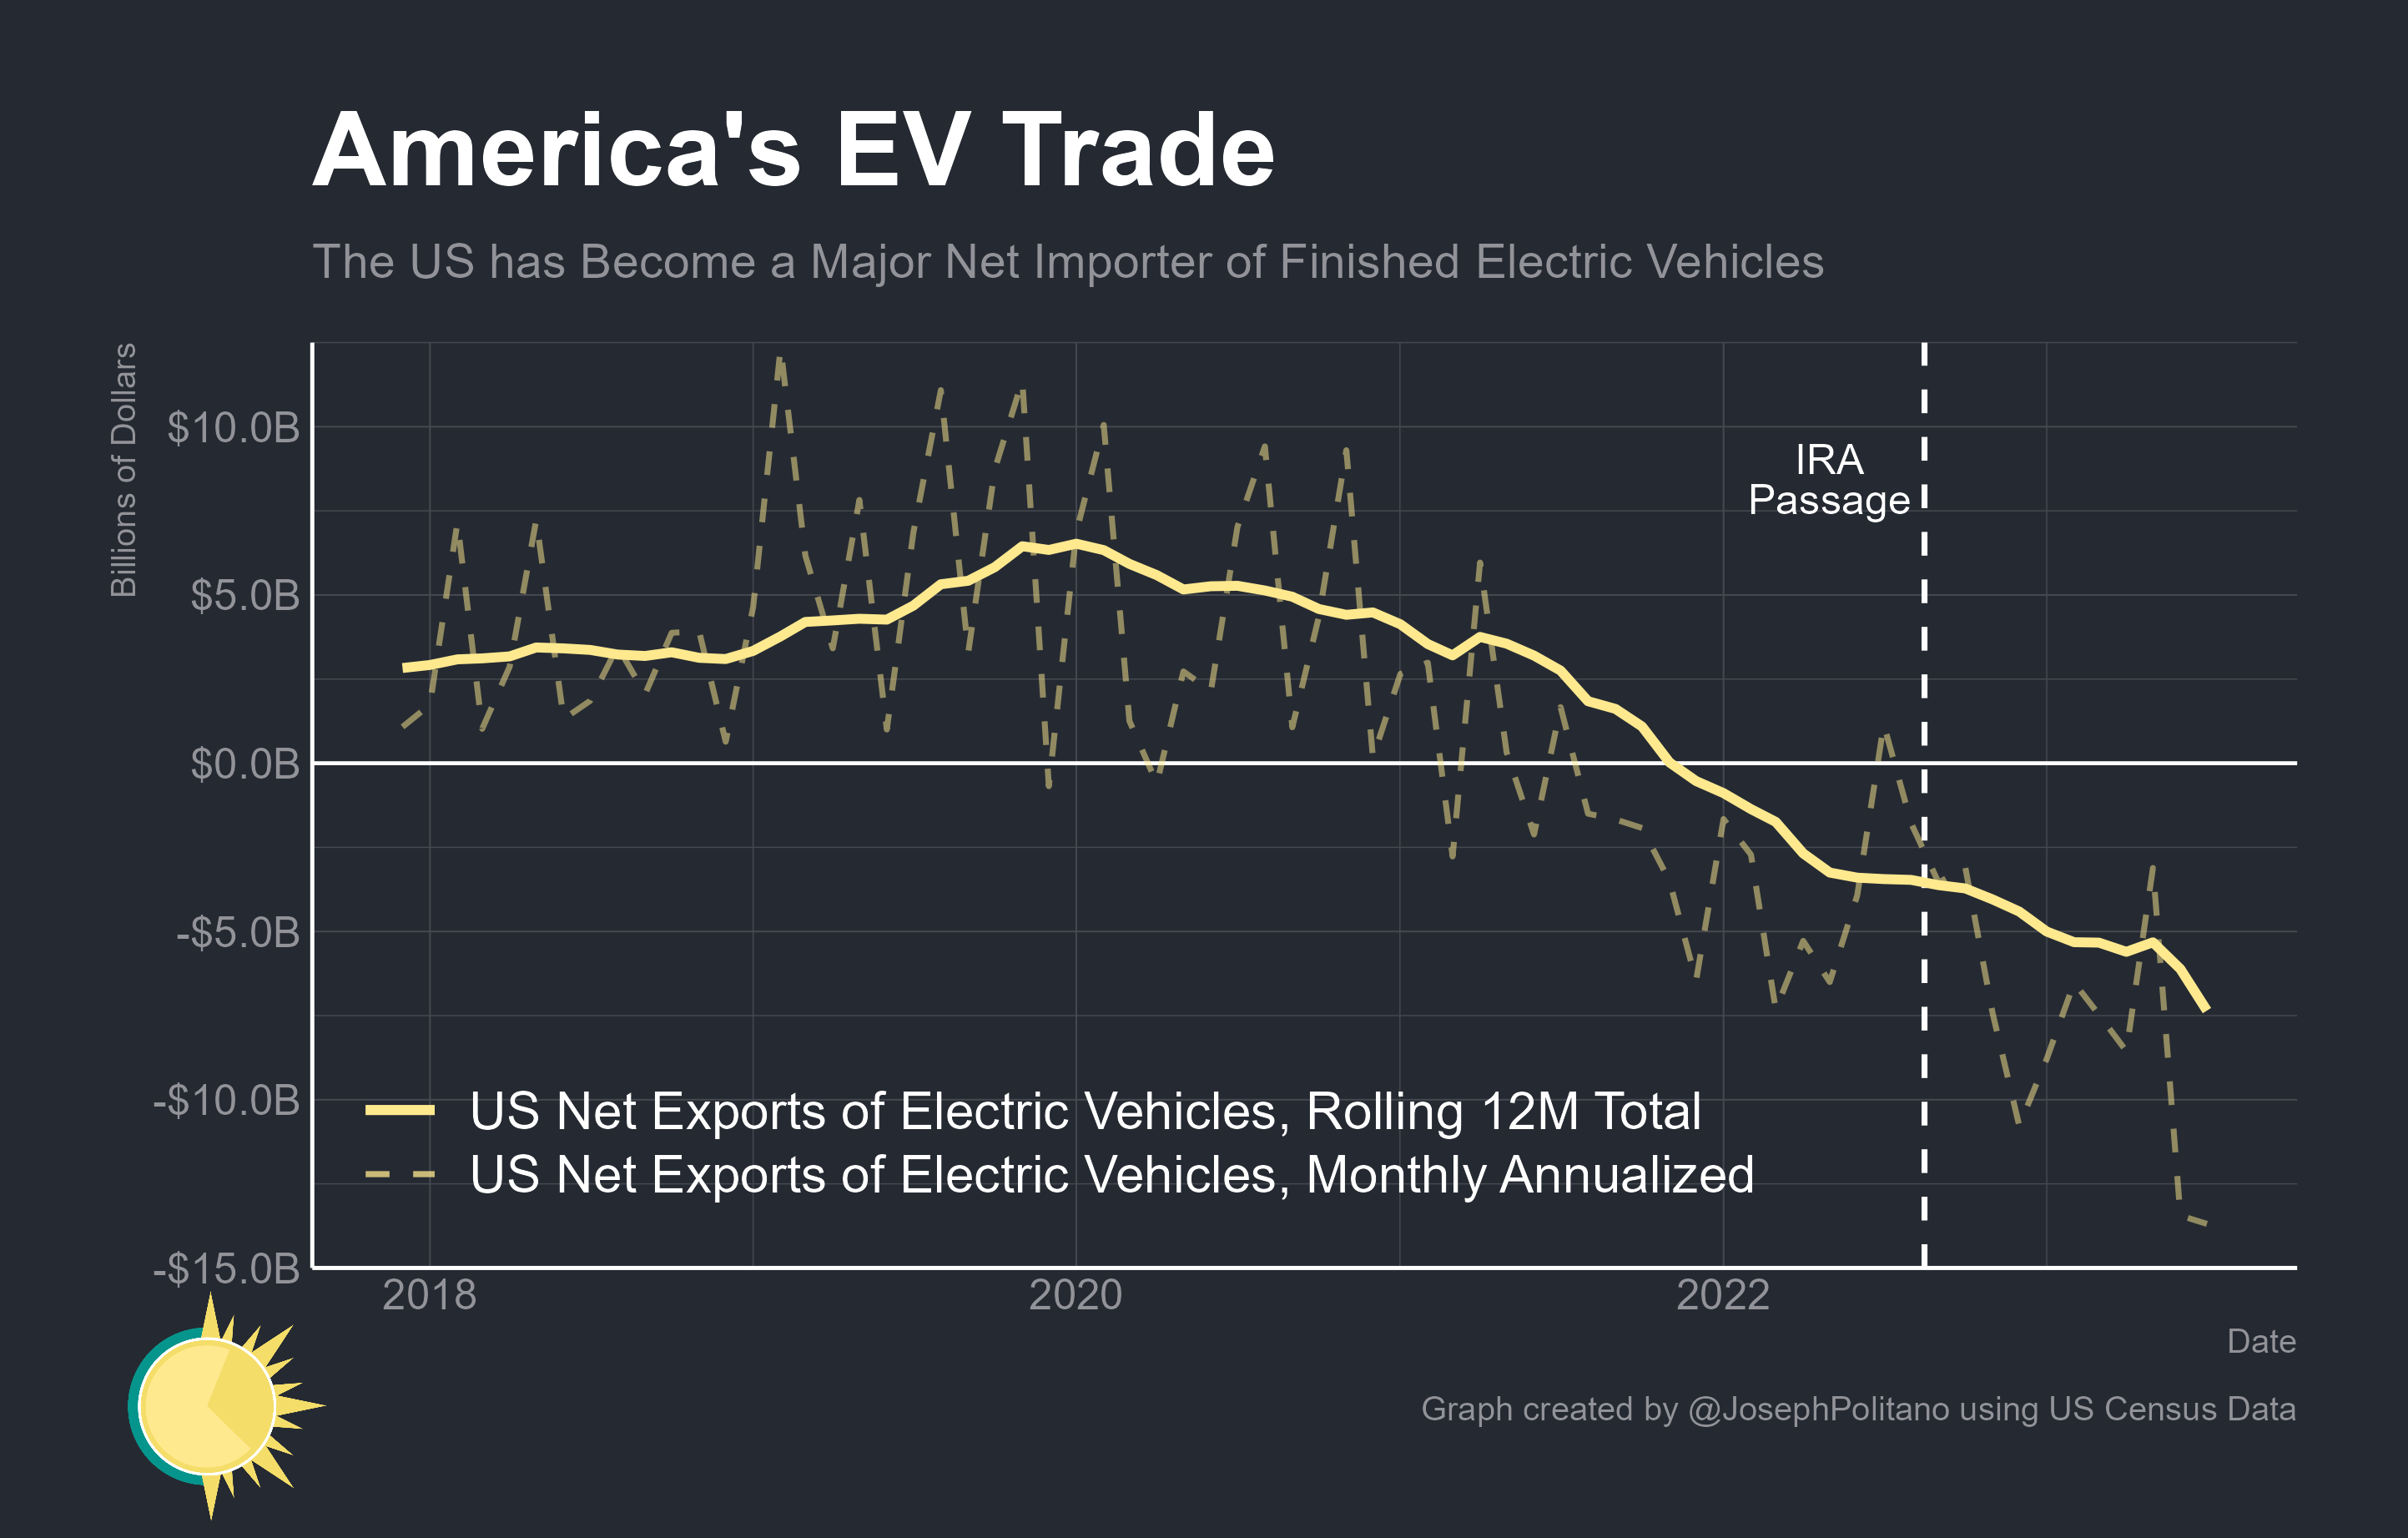 America's EV Trade
The US has Become a Major Net Importer of Finished Electric Vehicles
Billions of Dollars
$10.0B
$5.0B
$0.0B
-$5.0B
-$10.0B
-$15.0B
IRA
Passage
US Net Exports of Electric Vehicles, Rolling 12M Total
US Net Exports of Electric Vehicles, Monthly Annualized
2018
2020
2022
Date
Graph created by @JosephPolitano using US Census Data